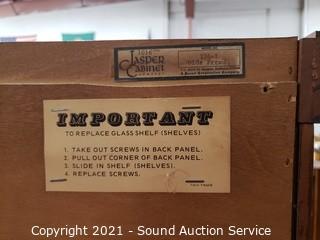 JASPER
CABINET
IMPORTANT
TO REPLACE GLASS SHELF (SHELVES)
1. TAKE OUT SCREWS IN BACK PANEL.
2. PULL OUT CORNER OF BACK PANEL.
3. SLIDE IN SHELF (SHELVES).
4. REPLACE SCREWS.
Copyright 2021 - Sound Auction Service